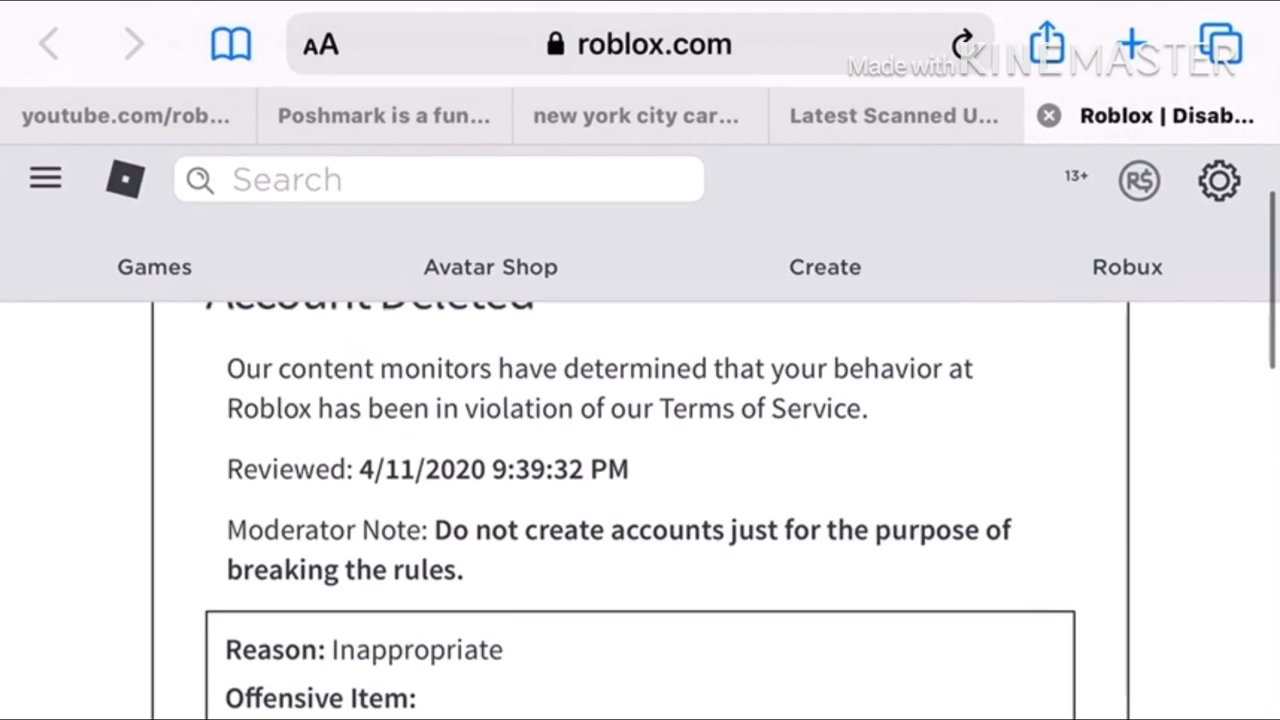 AA roblox.com
Made with KINEMASTER
youtube.com/rob... Poshmark is a fun... new york city car... Latest Scanned U... Roblox | Disab...
Search 13+ R$
Games Avatar Shop Create Robux
Account Deleted
Our content monitors have determined that your behavior at
Roblox has been in violation of our Terms of Service.
Reviewed: 4/11/2020 9:39:32 PM
Moderator Note: Do not create accounts just for the purpose of
breaking the rules.
Reason: Inappropriate
Offensive Item: